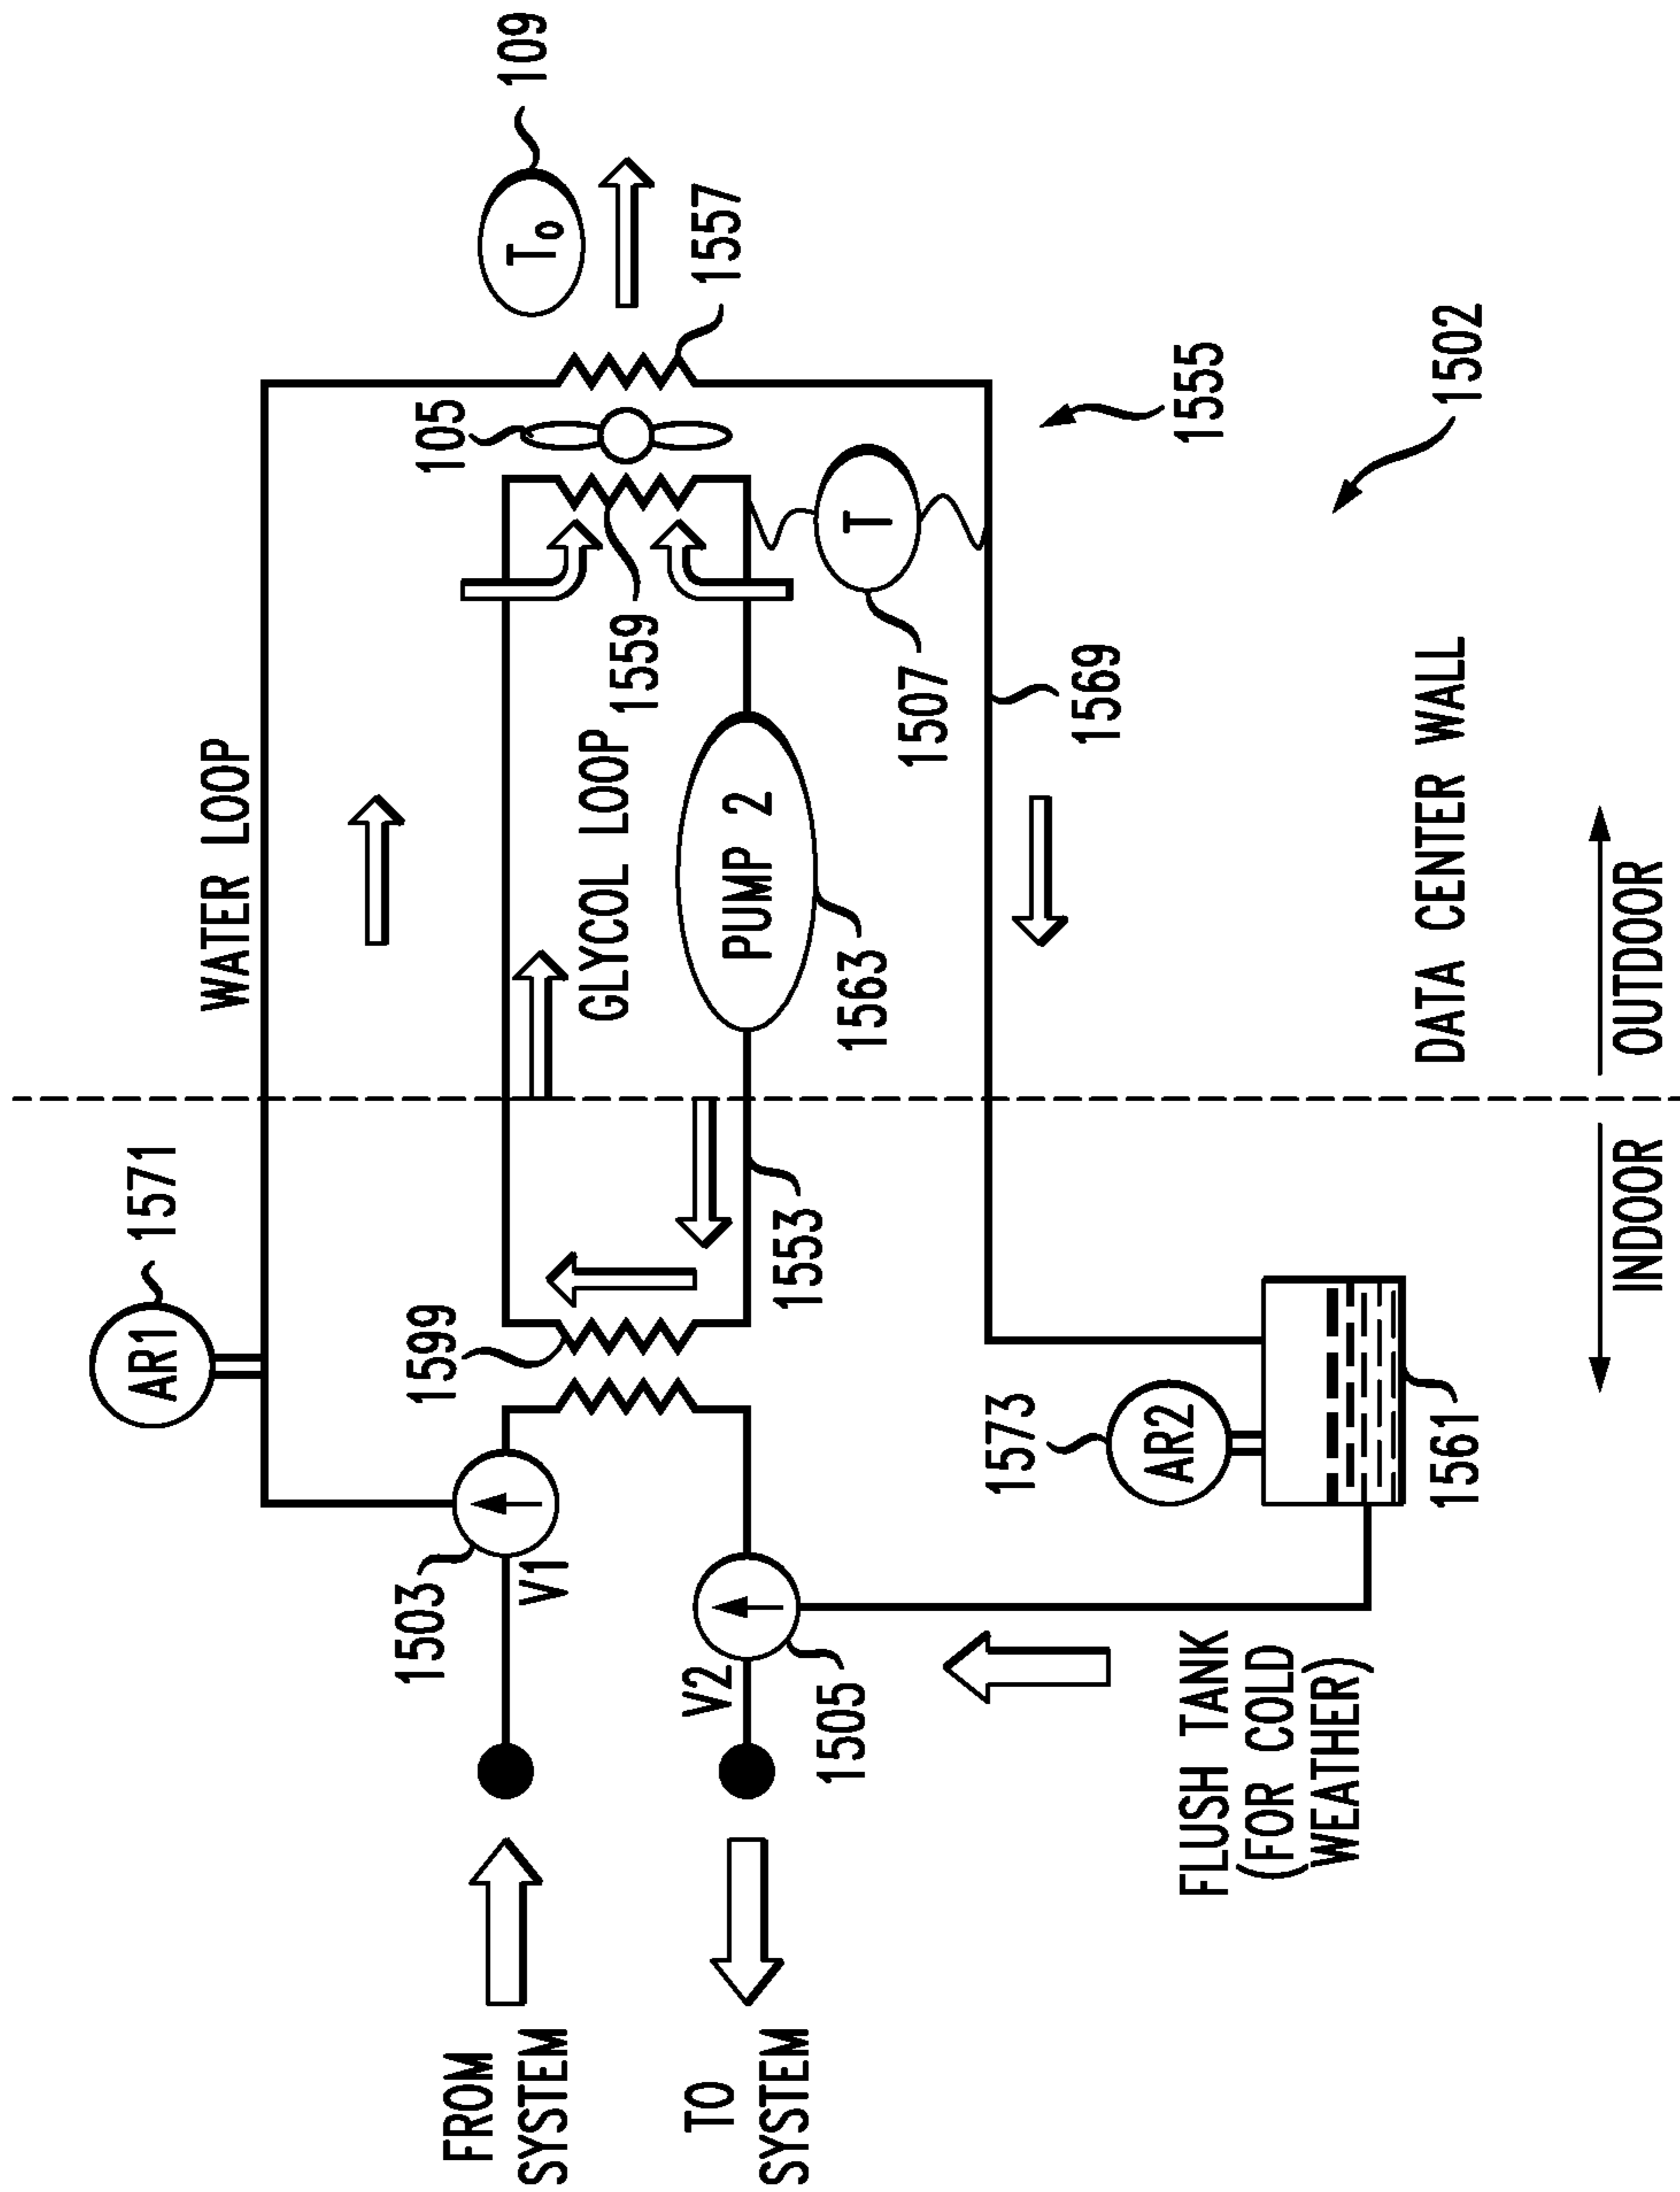 AR1
1571
WATER LOOP
T0
109
1503
V1
1599
GLYCOL LOOP
1559
105
1557
FROM
SYSTEM
TO
SYSTEM
V2
1505
1553
PUMP 2
1563
T
1507
1569
1555
1502
1573
AR2
1561
FLUSH TANK
(FOR COLD
WEATHER)
DATA CENTER WALL
INDOOR
OUTDOOR